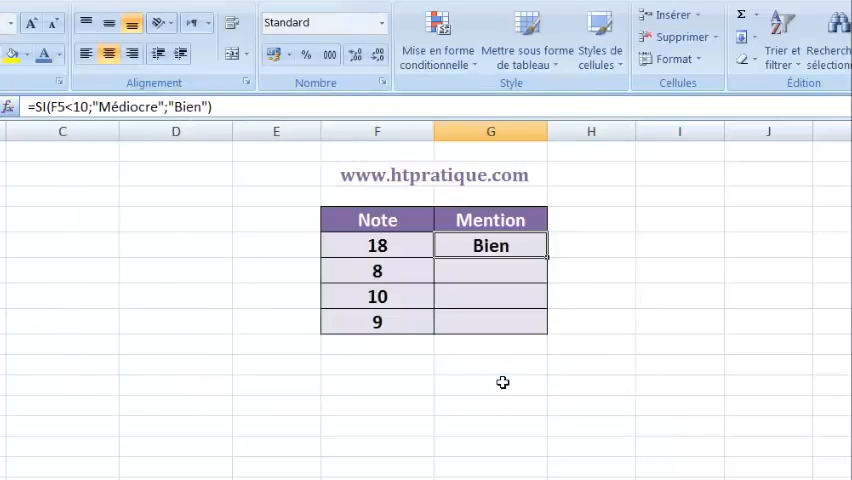 Standard
Insérer
Supprimer
Format
Mise en forme
conditionnelle
Mettre sous forme
de tableau
Styles de
cellules
Σ
Trier et
filtrer
Recherch
sélection
% 000
Alignement
Nombre
Style
Cellules
Édition
fx =SI(F5<10;"Médiocre";"Bien")
C D E F G H I J
www.htpratique.com
Note Mention
18 Bien
8
10
9